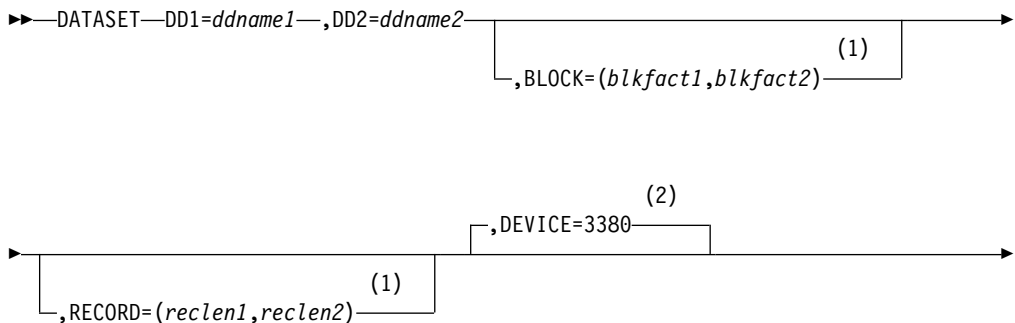 DATASET DD1=ddname1 ,DD2=ddname2
(1)
,BLOCK=(blkfact1,blkfact2)
(2)
,DEVICE=3380
(1)
,RECORD=(reclen1,reclen2)